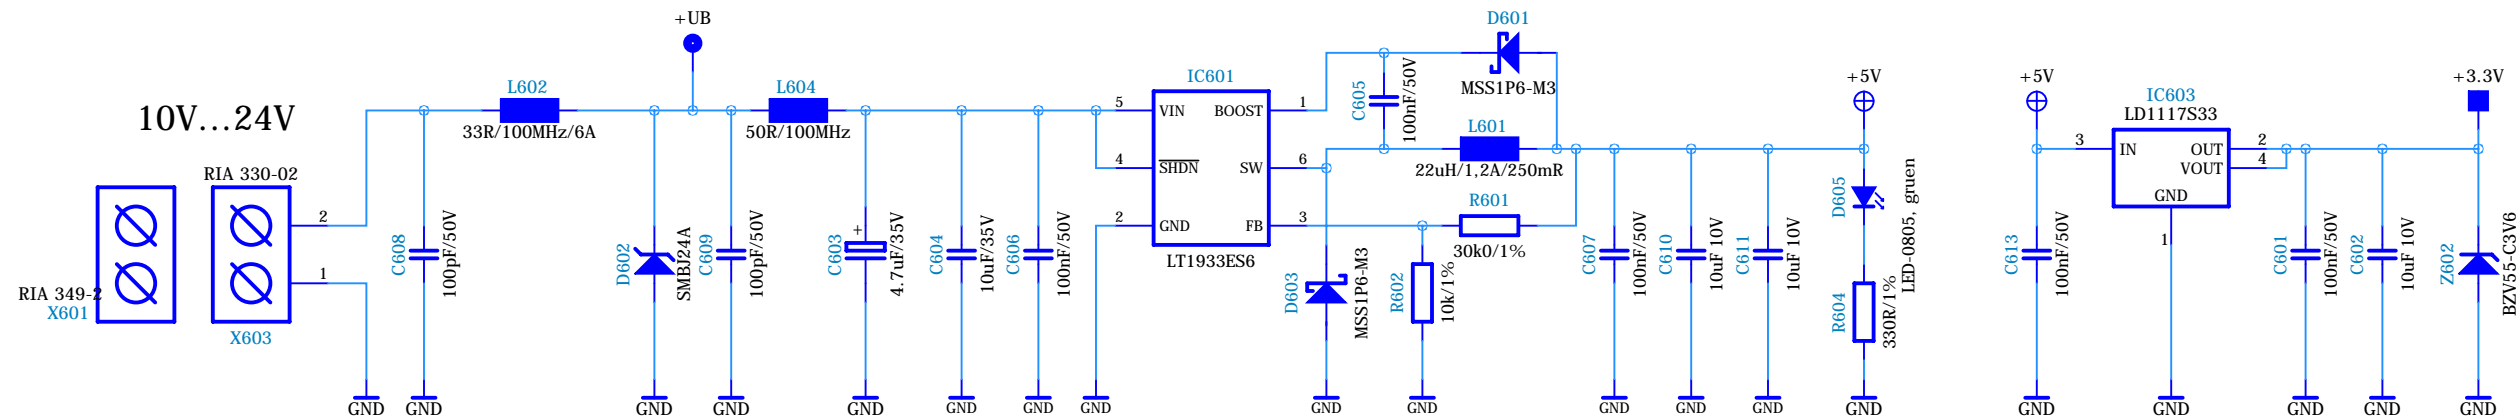 +UB
D601
L602
L604
IC601
C605
100nF/50V
MSS1P6-M3
+5V
+5V
+3.3V
IC603
LD1117S33
10V...24V
33R/100MHz/6A
50R/100MHz
5
VIN
BOOST
1
L601
3
IN
OUT
2
VOUT
4
GND
1
4
SHDN
SW
6
22uH/1,2A/250mR
RIA 330-02
R601
2
2
GND
FB
3
30k0/1%
LT1933ES6
1
RIA 349-2
X601
X603
C608
100pF/50V
D602
SMBJ24A
C609
100pF/50V
C603
+
4.7uF/35V
C604
10uF/35V
C606
100nF/50V
D603
MSS1P6-M3
R602
10k/1%
C607
100nF/50V
C610
10uF 10V
C611
10uF 10V
D605
LED-0805, gruen
R604
330R/1%
C613
100nF/50V
C601
100nF/50V
C602
10uF 10V
Z602
BZV55-C3V6
GND GND GND GND GND GND GND GND GND GND GND GND GND GND GND GND GND GND GND